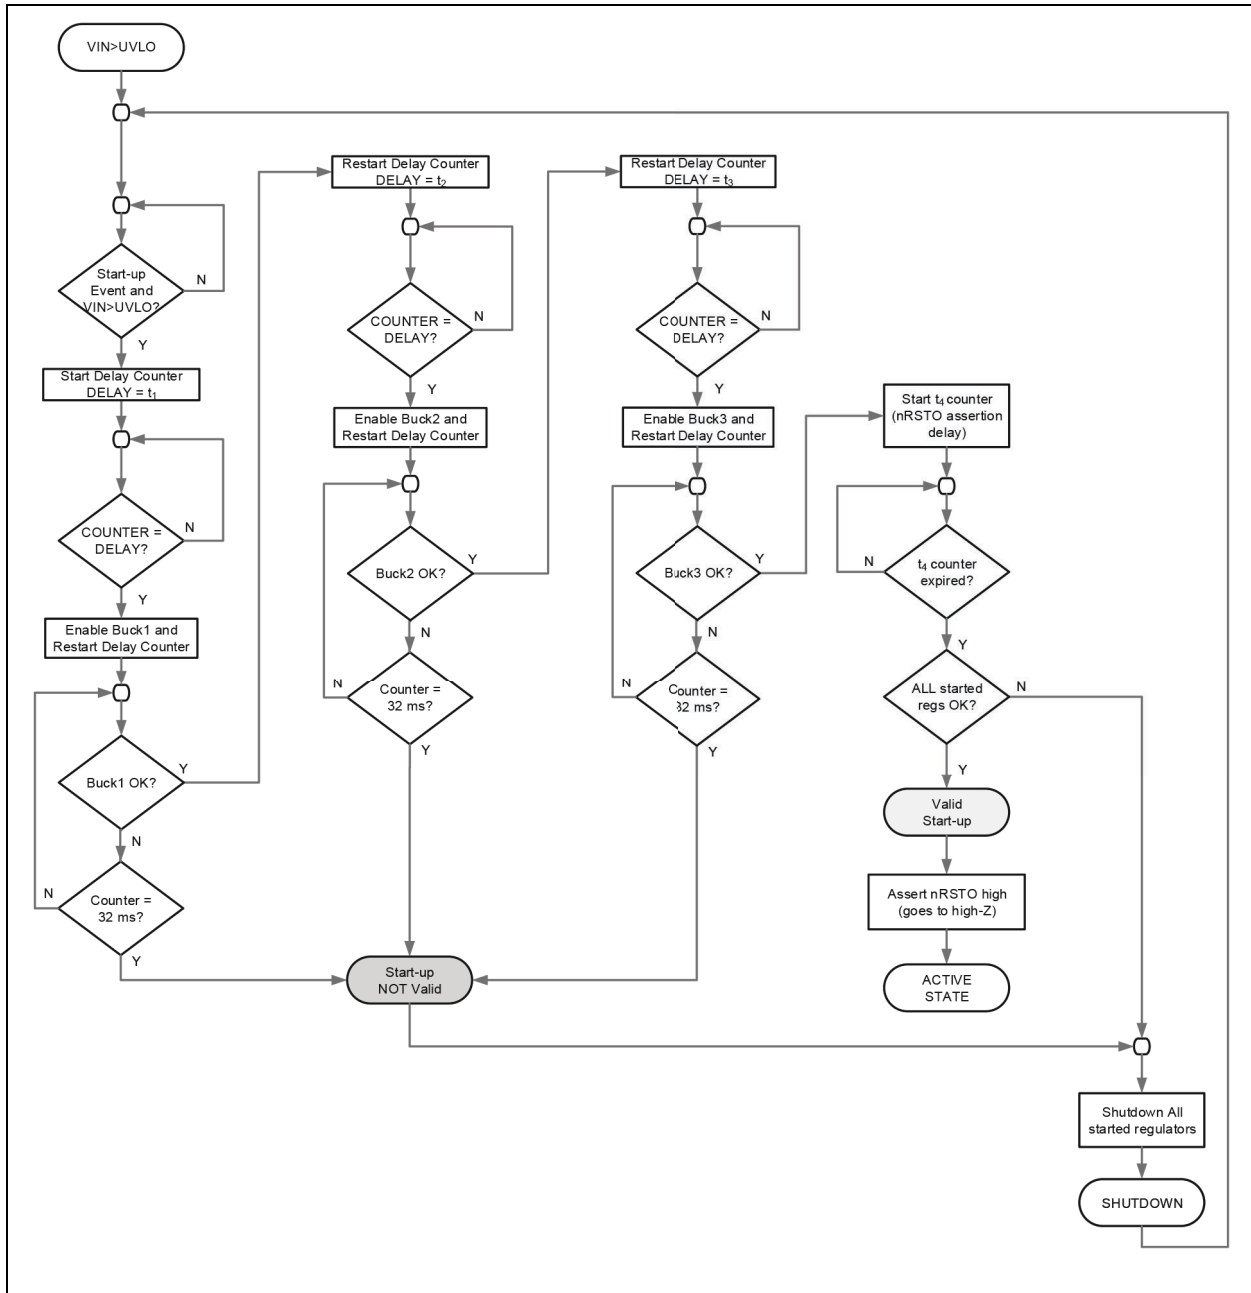 VIN>UVLO
Start-up
Event and
VIN>UVLO?
N
Y
Start Delay Counter
DELAY = t1
COUNTER =
DELAY?
N
Y
Enable Buck1 and
Restart Delay Counter
Buck1 OK?
Y
N
Counter =
32 ms?
N
Y
Restart Delay Counter
DELAY = t2
COUNTER =
DELAY?
N
Y
Enable Buck2 and
Restart Delay Counter
Buck2 OK?
Y
N
Counter =
32 ms?
N
Y
Start-up
NOT Valid
Restart Delay Counter
DELAY = t3
COUNTER =
DELAY?
N
Y
Enable Buck3 and
Restart Delay Counter
Buck3 OK?
Y
N
Counter =
32 ms?
N
Y
Start t4 counter
(nRSTO assertion
delay)
t4 counter
expired?
N
Y
ALL started
regs OK?
N
Y
Valid
Start-up
Assert nRSTO high
(goes to high-Z)
ACTIVE
STATE
Shutdown All
started regulators
SHUTDOWN